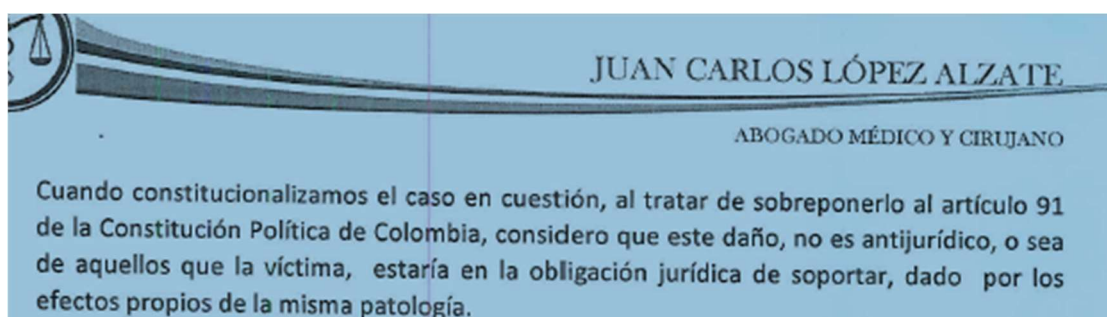 JUAN CARLOS LÓPEZ ALZATE
ABOGADO MÉDICO Y CIRUJANO
Cuando constitucionalizamos el caso en cuestión, al tratar de sobreponerlo al artículo 91
de la Constitución Política de Colombia, considero que este daño, no es antijurídico, o sea
de aquellos que la víctima, estaría en la obligación jurídica de soportar, dado por los
efectos propios de la misma patología.